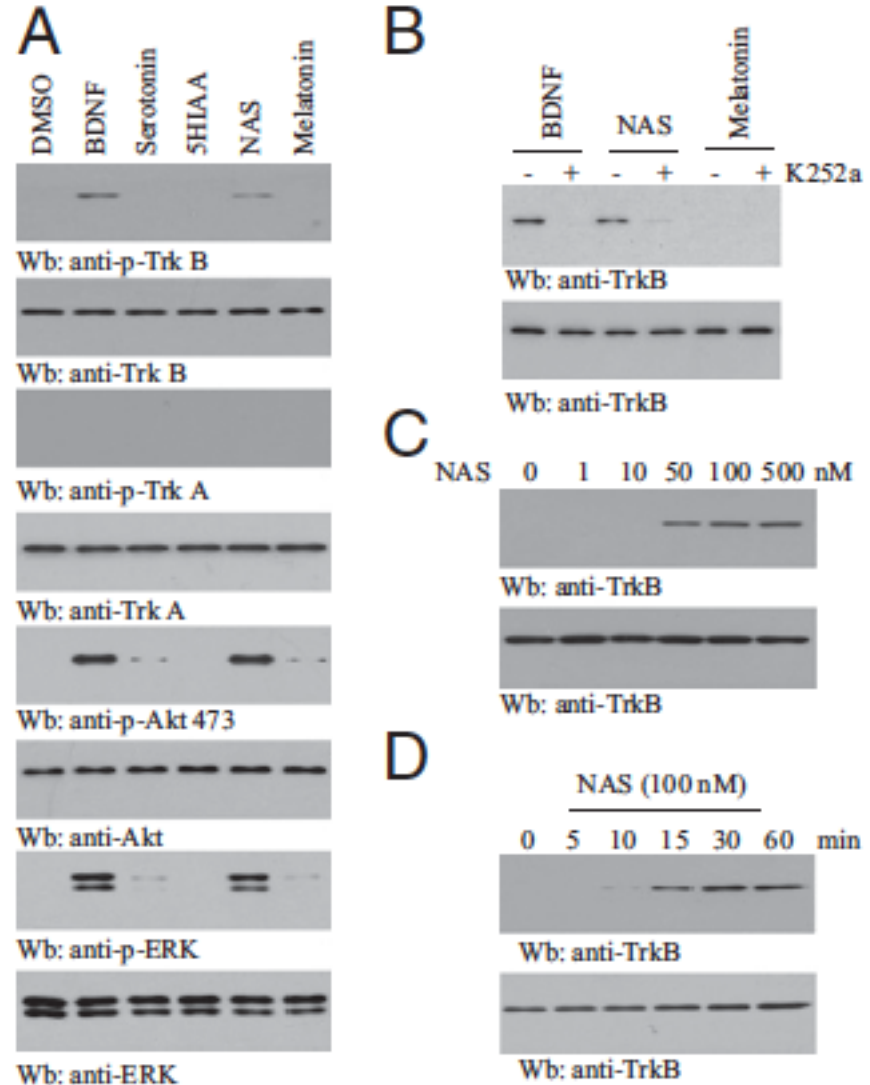 A
DMSO
BDNF
Serotonin
5HIAA
NAS
Melatonin
Wb: anti-p-Trk B
Wb: anti-Trk B
Wb: anti-p-Trk A
Wb: anti-Trk A
Wb: anti-p-Akt 473
Wb: anti-Akt
Wb: anti-p-ERK
Wb: anti-ERK
B
BDNF
NAS
Melatonin
- + - + - + K252a
Wb: anti-TrkB
Wb: anti-TrkB
C
NAS 0 1 10 50 100 500 nM
Wb: anti-TrkB
Wb: anti-TrkB
D
NAS (100 nM)
0 5 10 15 30 60 min
Wb: anti-TrkB
Wb: anti-TrkB